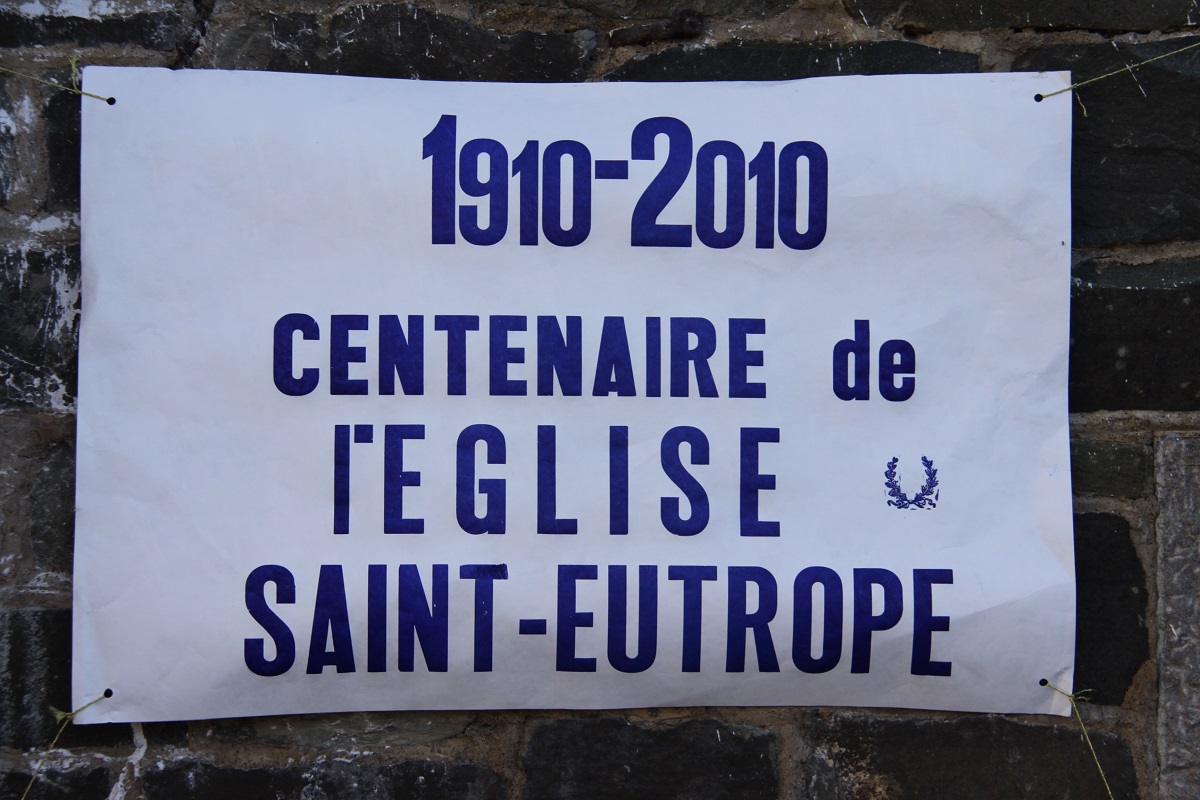 1910-2010
CENTENAIRE de
l'EGLISE
SAINT-EUTROPE